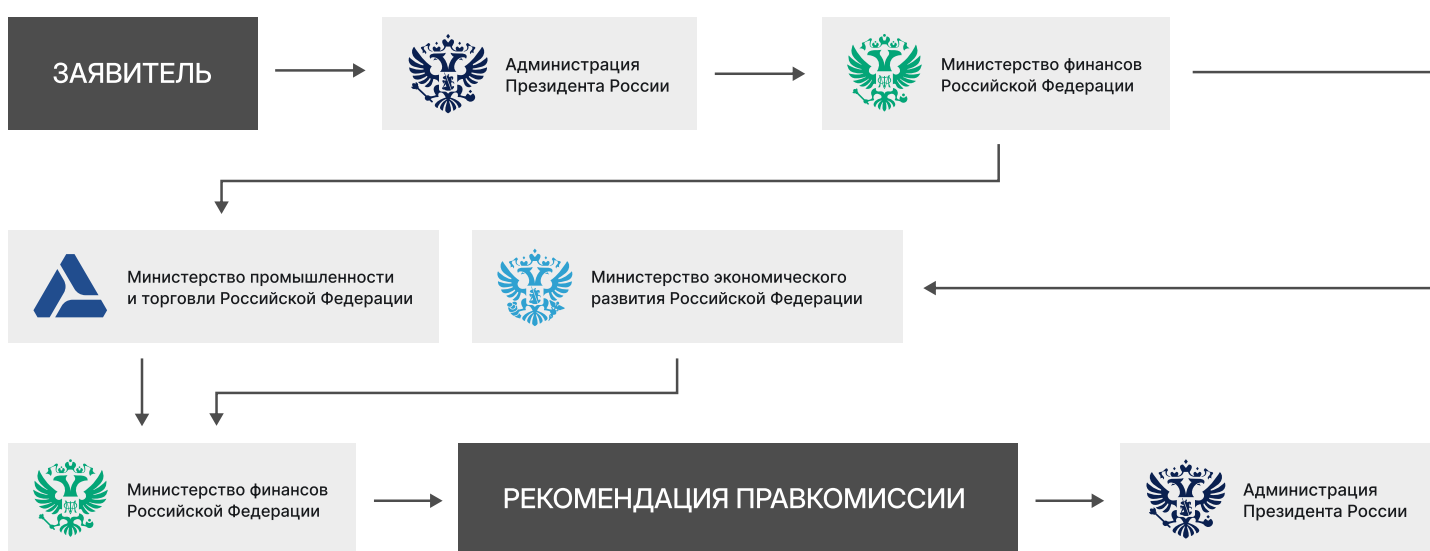 ЗАЯВИТЕЛЬ
Администрация
Президента России
Министерство финансов
Российской Федерации
Министерство промышленности
и торговли Российской Федерации
Министерство экономического
развития Российской Федерации
Министерство финансов
Российской Федерации
РЕКОМЕНДАЦИЯ ПРАВКОМИССИИ
Администрация
Президента России